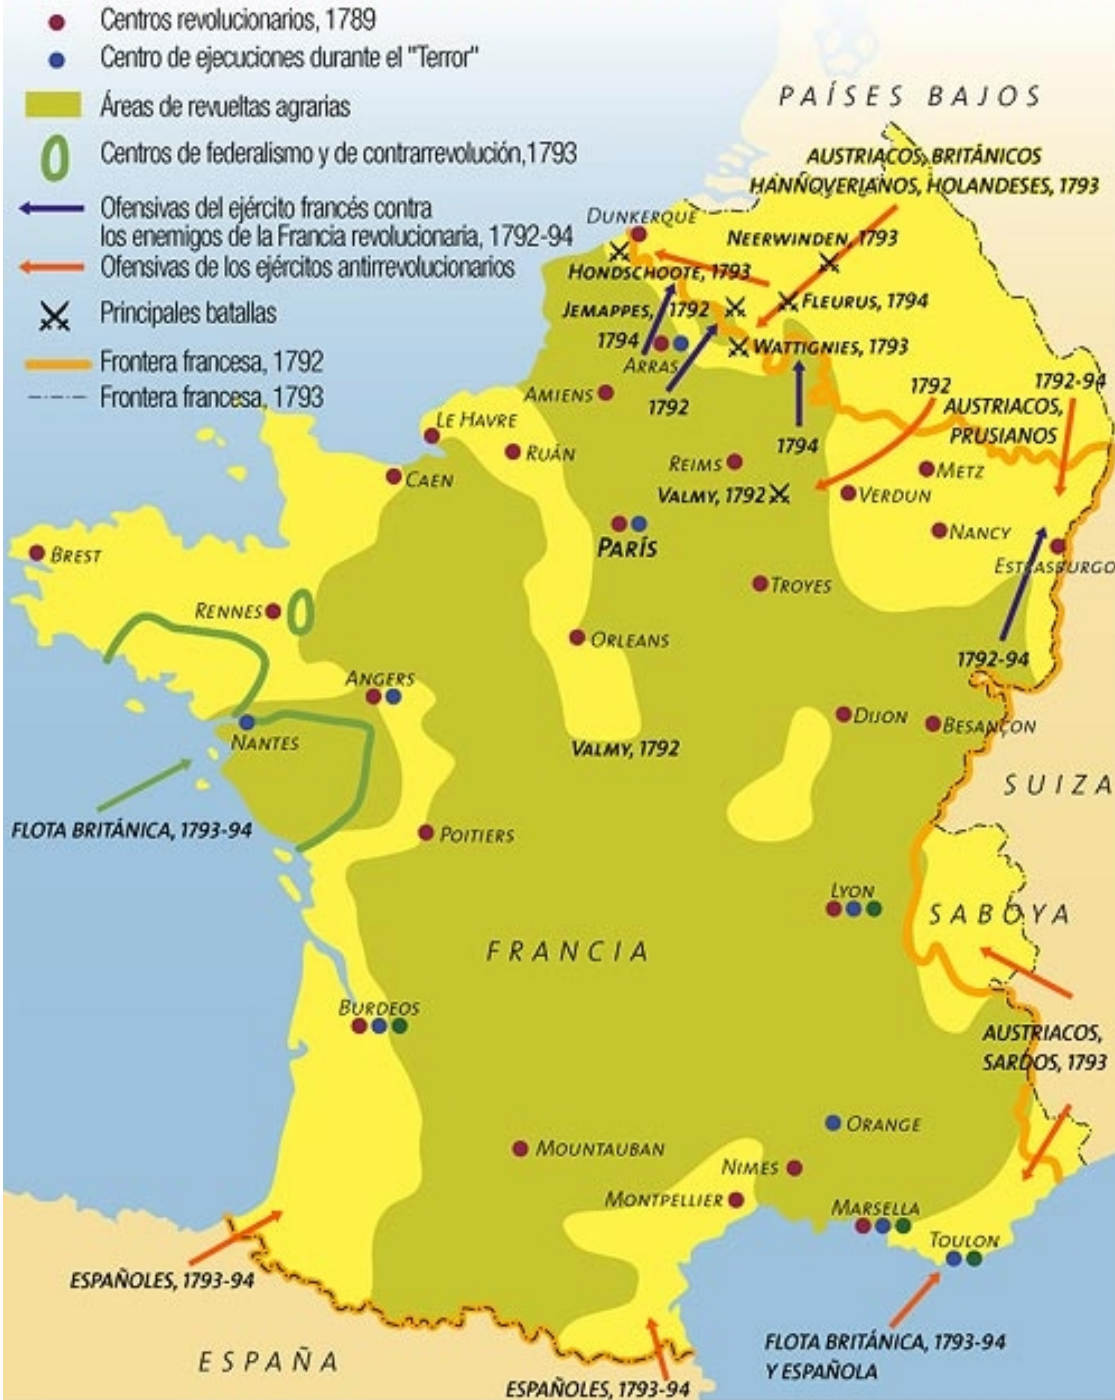 Centros revolucionarios, 1789
Centro de ejecuciones durante el "Terror"
Áreas de revueltas agrarias
Centros de federalismo y de contrarrevolución,1793
Ofensivas del ejército francés contra
los enemigos de la Francia revolucionaria, 1792-94
Ofensivas de los ejércitos antirrevolucionarios
Principales batallas
Frontera francesa, 1792
Frontera francesa, 1793
PAÍSES BAJOS
AUSTRIACOS, BRITÁNICOS
HANÑOVERIANOS, HOLANDESES, 1793
DUNKERQUE
NEERWINDEN, 1793
HONDSCHOOTE, 1793
JEMAPPES, 1792
FLEURUS, 1794
1794
WATTIGNIES, 1793
ARRAS
1792
1792-94
AMIENS
1792
AUSTRIACOS,
PRUSIANOS
LE HAVRE
1794
RUÁN
REIMS
METZ
CAEN
VALMY, 1792
VERDUN
PARÍS
NANCY
BREST
ESTRASBURGO
TROYES
RENNES
ORLEANS
1792-94
ANGERS
DIJON
BESANÇON
NANTES
VALMY, 1792
SUIZA
FLOTA BRITÁNICA, 1793-94
POITIERS
LYON
SABOYA
FRANCIA
BURDEOS
AUSTRIACOS,
SARDOS, 1793
ORANGE
MOUNTAUBAN
NIMES
MONTPELLIER
MARSELLA
TOULON
ESPAÑOLES, 1793-94
FLOTA BRITÁNICA, 1793-94
Y ESPAÑOLA
ESPAÑA
ESPAÑOLES, 1793-94